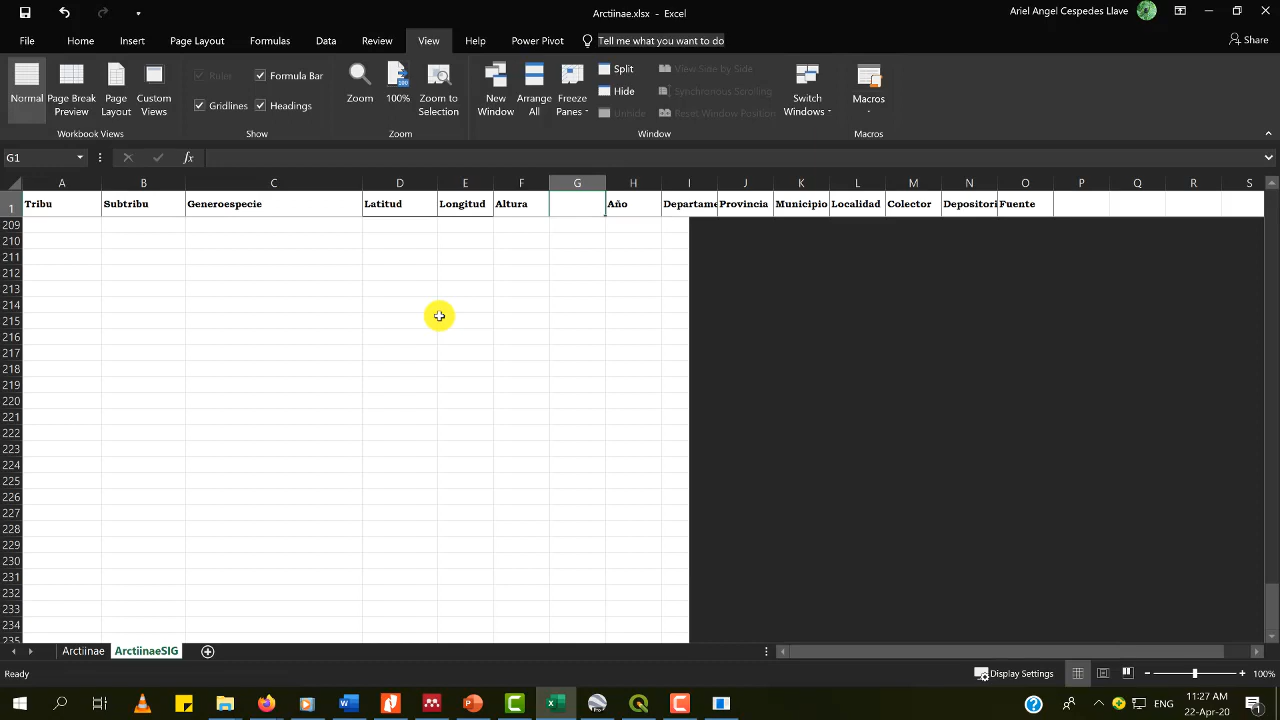 Arctiinae.xlsx - Excel
Ariel Angel Cespedes Llave
File Home Insert Page Layout Formulas Data Review View Help Power Pivot Tell me what you want to do Share
Normal Page Break Preview Page Layout Custom Views
Ruler Formula Bar
Gridlines Headings
Zoom 100% Zoom to Selection
New Window Arrange All Freeze Panes
Split
Hide
Unhide
View Side by Side
Synchronous Scrolling
Reset Window Position
Switch Windows
Macros
Workbook Views Show Zoom Window Macros
G1 fx
A B C D E F G H I J K L M N O P Q R S
1 Tribu Subtribu Generoespecie Latitud Longitud Altura Año Departame Provincia Municipio Localidad Colector Depositori Fuente
209
210
211
212
213
214
215
216
217
218
219
220
221
222
223
224
225
226
227
228
229
230
231
232
233
234
235
Arctiinae ArctiinaeSIG
Ready Display Settings 100%
ENG
11:27 AM
22-Apr-20